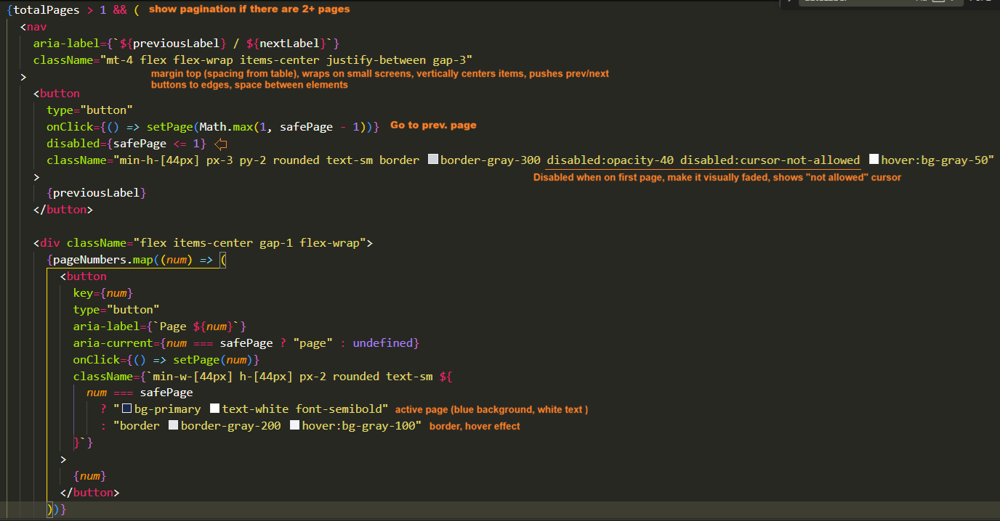 {totalPages > 1 && (  show pagination if there are 2+ pages
<nav
aria-label={`${previousLabel} / ${nextLabel}`}
className="mt-4 flex flex-wrap items-center justify-between gap-3"
>
margin top (spacing from table), wraps on small screens, vertically centers items, pushes prev/next
buttons to edges, space between elements
<button
type="button"
onClick={() => setPage(Math.max(1, safePage - 1))}  Go to prev. page
disabled={safePage <= 1}
className="min-h-[44px] px-3 py-2 rounded text-sm border border-gray-300 disabled:opacity-40 disabled:cursor-not-allowed hover:bg-gray-50"
>
Disabled when on first page, make it visually faded, shows "not allowed" cursor
{previousLabel}
</button>
<div className="flex items-center gap-1 flex-wrap">
{pageNumbers.map((num) => (
<button
key={num}
type="button"
aria-label={`Page ${num}`}
aria-current={num === safePage ? "page" : undefined}
onClick={() => setPage(num)}
className={`min-w-[44px] h-[44px] px-2 rounded text-sm ${
num === safePage
? "bg-primary text-white font-semibold"  active page (blue background, white text )
: "border border-gray-200 hover:bg-gray-100"  border, hover effect
}`}
>
{num}
</button>
))}